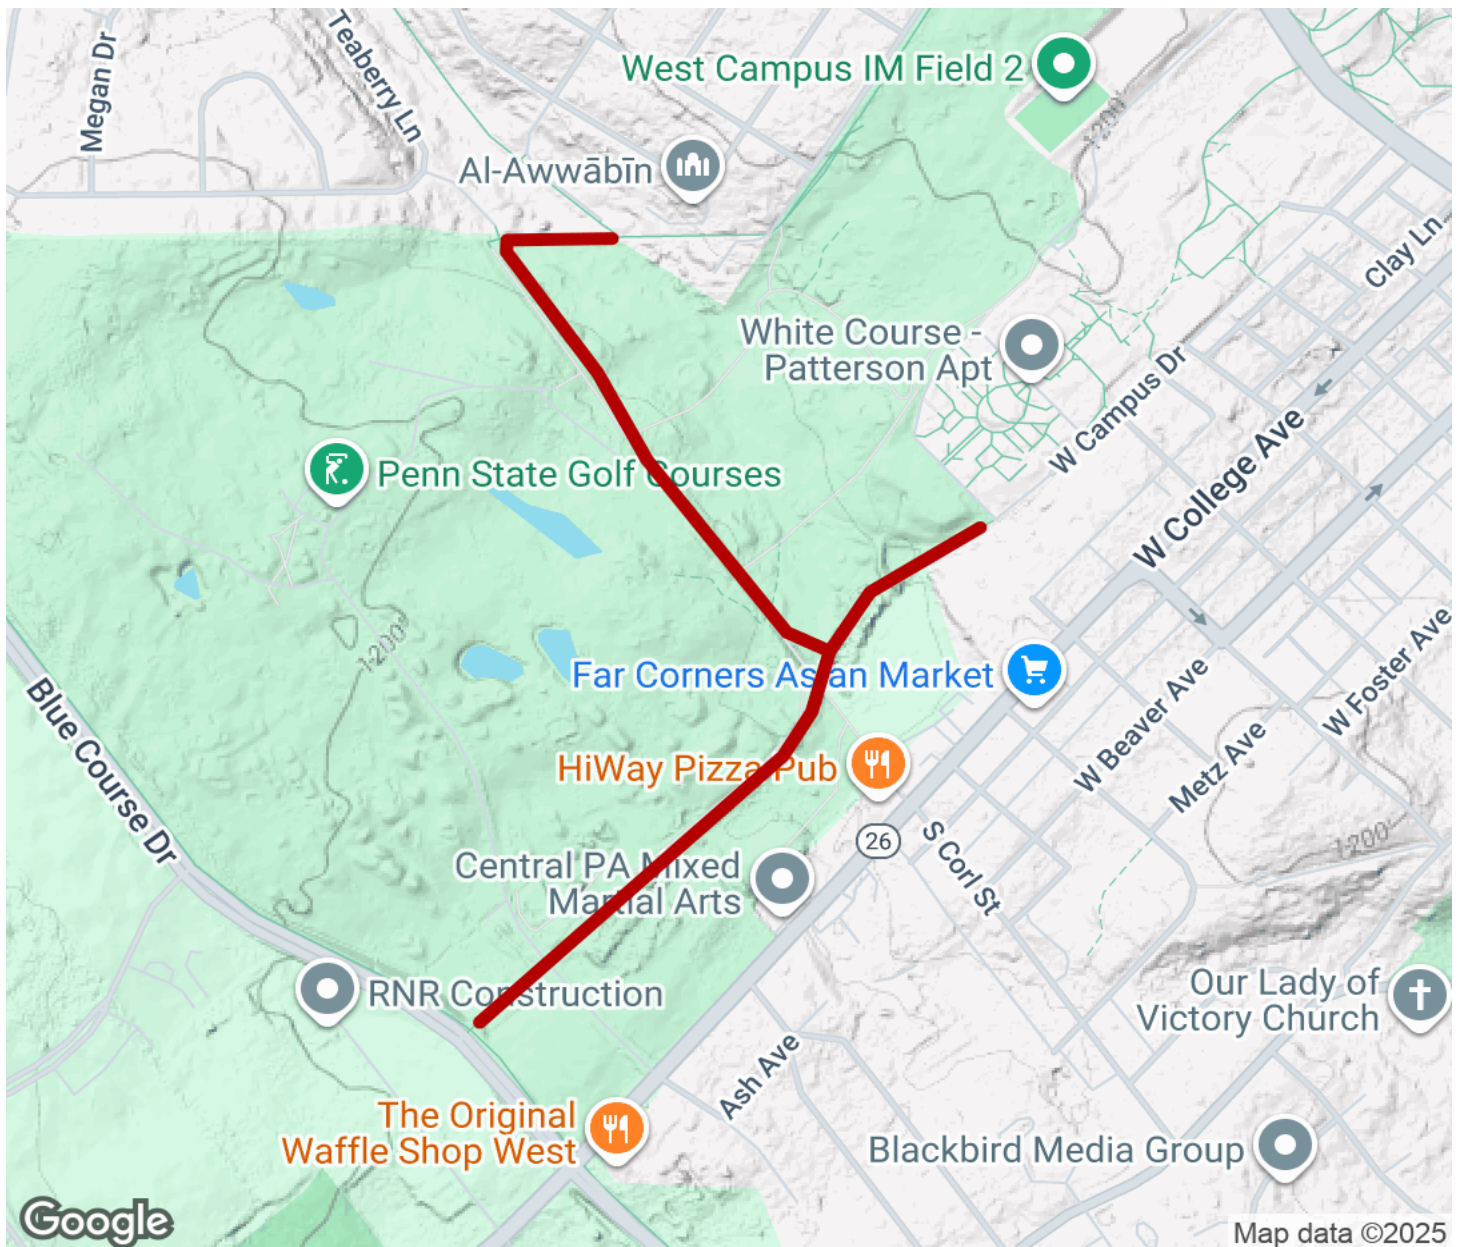 Megan Dr
Teaberry Ln
West Campus IM Field 2
1200
Al-Awwābīn
Clay Ln
White Course -
Patterson Apt
W Campus Dr
W College Ave
Penn State Golf Courses
1200'
Far Corners Asian Market
W Beaver Ave
W Foster Ave
Metz Ave
Blue Course Dr
HiWay Pizza Pub
26
S Corl St
1200'
Central PA Mixed
Martial Arts
RNR Construction
Our Lady of
Victory Church
Ash Ave
The Original
Waffle Shop West
Blackbird Media Group
Google
Map data ©2025